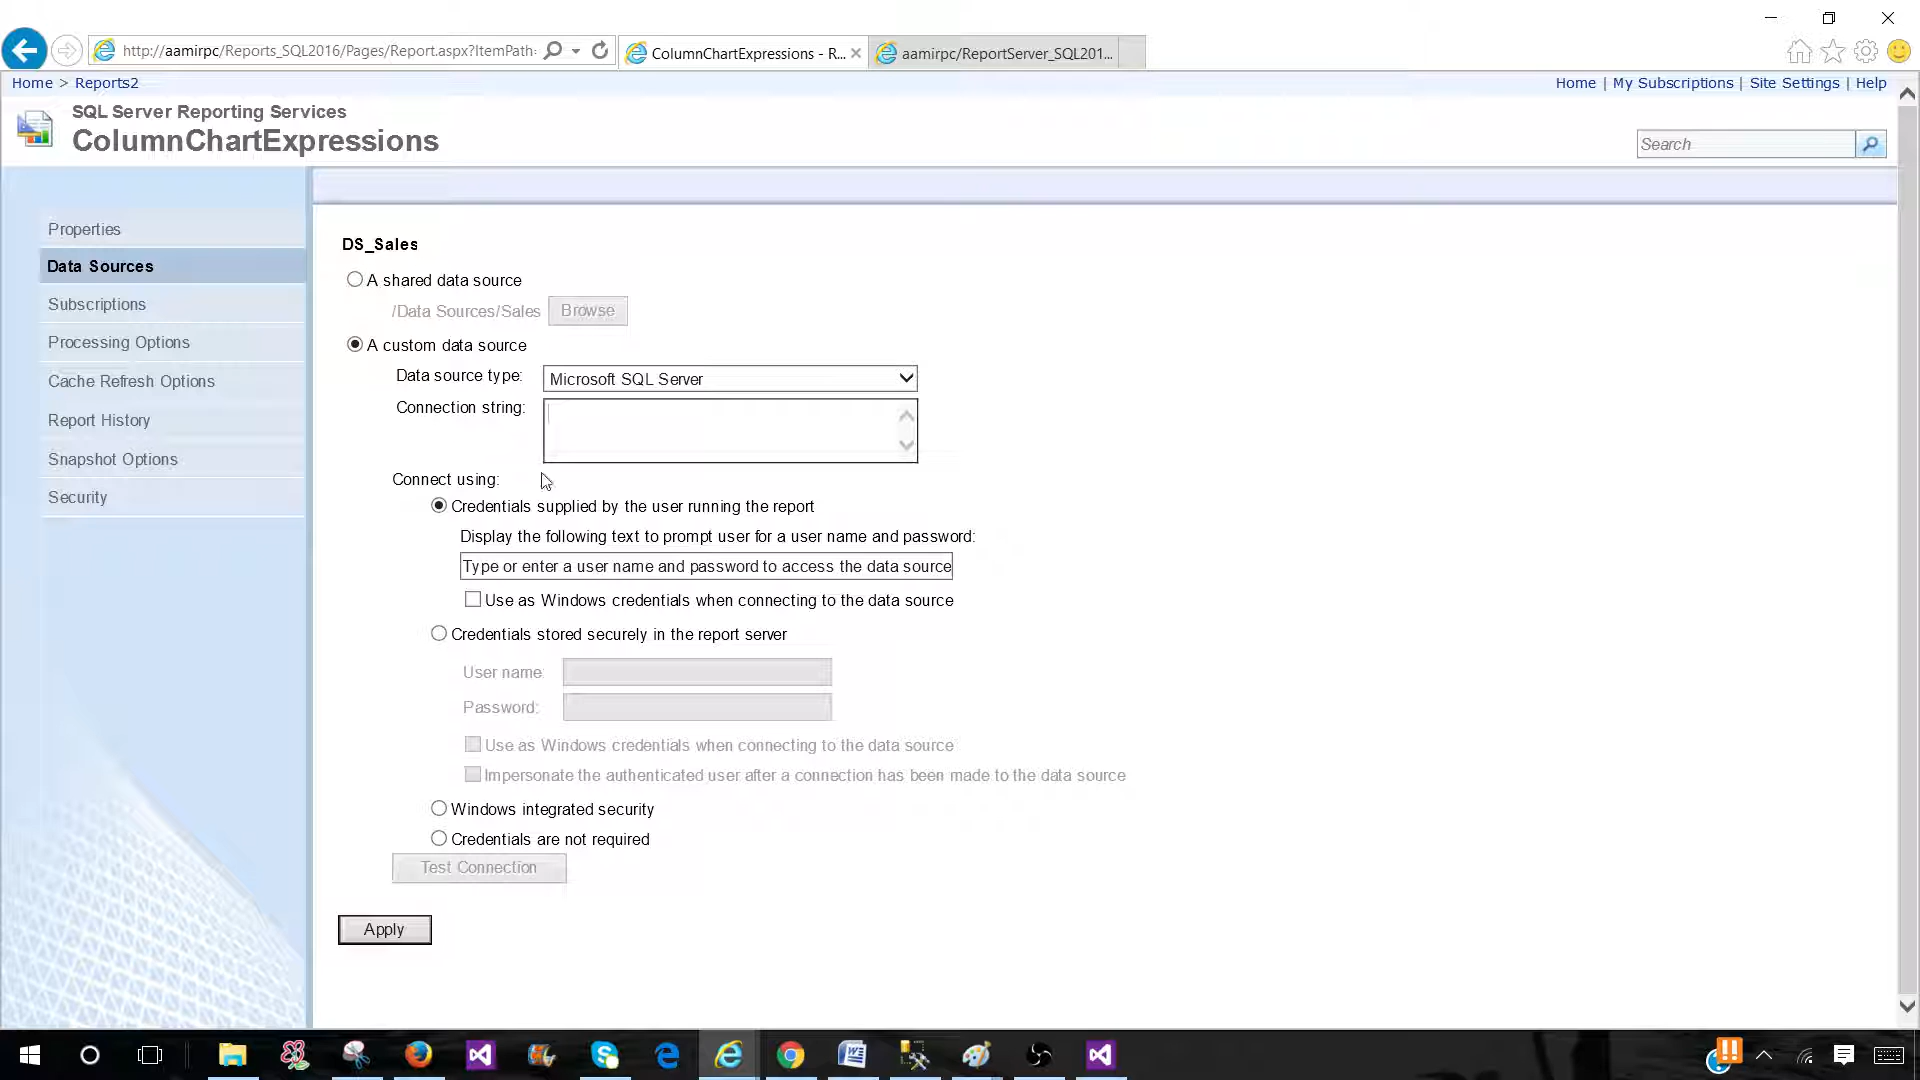 http://aamirpc/Reports_SQL2016/Pages/Report.aspx?ItemPath=
ColumnChartExpressions - R...
aamirpc/ReportServer_SQL201...
Home > Reports2
Home | My Subscriptions | Site Settings | Help
SQL Server Reporting Services
ColumnChartExpressions
Search
Properties
Data Sources
Subscriptions
Processing Options
Cache Refresh Options
Report History
Snapshot Options
Security
DS_Sales
A shared data source
/Data Sources/Sales Browse
A custom data source
Data source type: Microsoft SQL Server
Connection string:
Connect using:
Credentials supplied by the user running the report
Display the following text to prompt user for a user name and password:
Type or enter a user name and password to access the data source
Use as Windows credentials when connecting to the data source
Credentials stored securely in the report server
User name:
Password:
Use as Windows credentials when connecting to the data source
Impersonate the authenticated user after a connection has been made to the data source
Windows integrated security
Credentials are not required
Test Connection
Apply